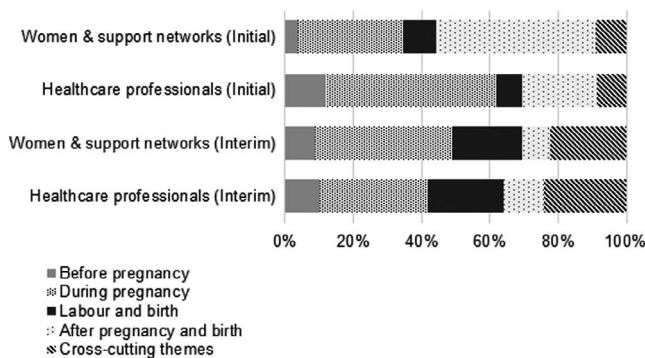 Women & support networks (Initial)
Healthcare professionals (Initial)
Women & support networks (Interim)
Healthcare professionals (Interim)
0% 20% 40% 60% 80% 100%
Before pregnancy
During pregnancy
Labour and birth
After pregnancy and birth
Cross-cutting themes